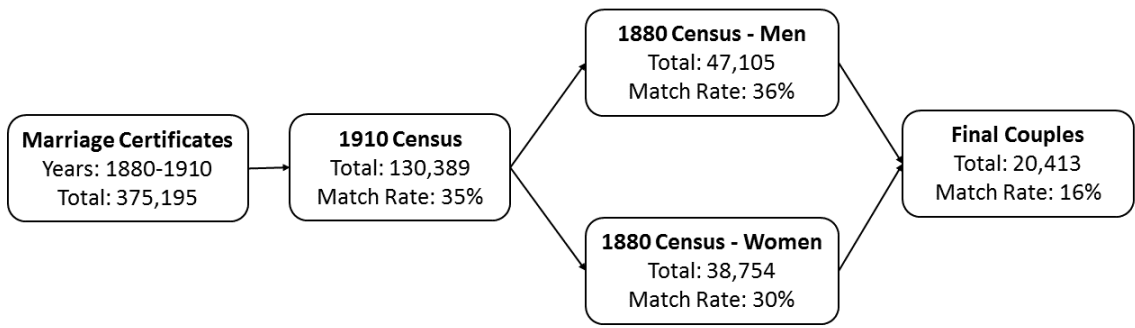 Marriage Certificates
Years: 1880-1910
Total: 375,195
1910 Census
Total: 130,389
Match Rate: 35%
1880 Census - Men
Total: 47,105
Match Rate: 36%
1880 Census - Women
Total: 38,754
Match Rate: 30%
Final Couples
Total: 20,413
Match Rate: 16%